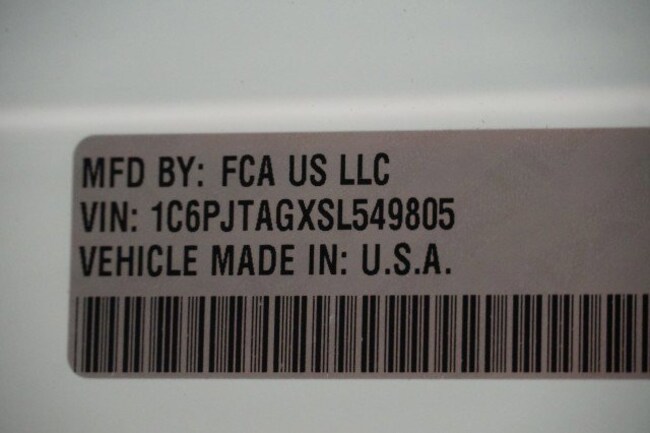 MFD BY: FCA US LLC
VIN: 1C6PJTAGXSL549805
VEHICLE MADE IN: U.S.A.